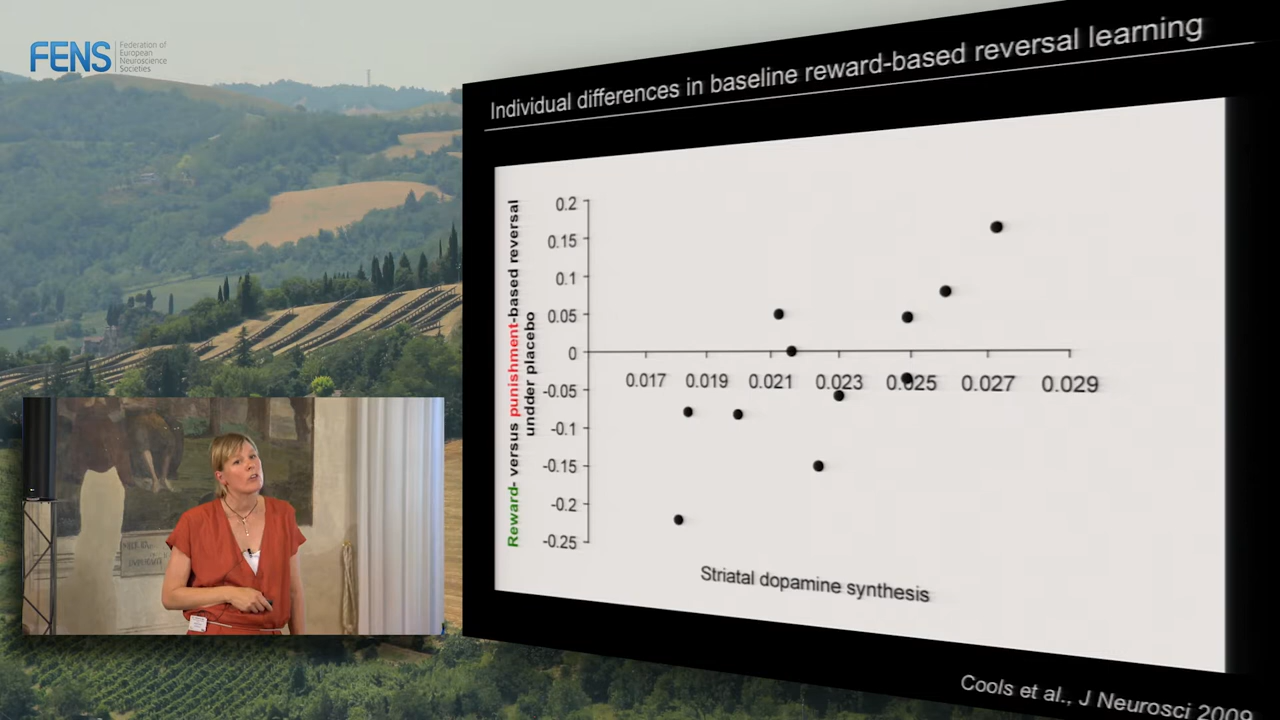 FENS
Federation of
European
Neuroscience
Societies
Individual differences in baseline reward-based reversal learning
Reward- versus punishment-based reversal
undder placebo
0.2
0.15
0.1
0.05
0
-0.05
-0.1
-0.15
-0.2
-0.25
0.017 0.019 0.021 0.023 0.025 0.027 0.029
Striatal dopamine synthesis
Cools et al., J Neurosci 2009